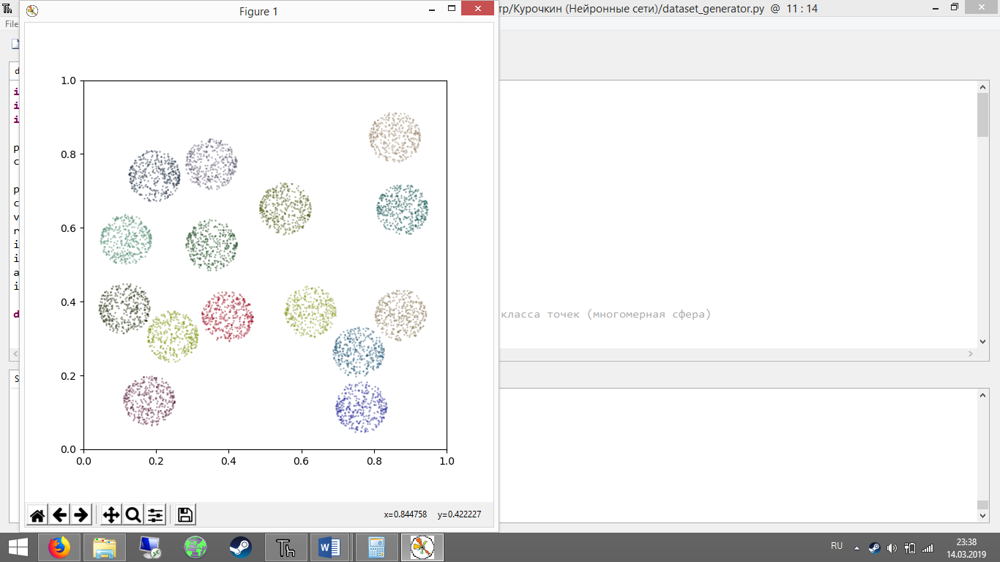 Figure 1
тр/Курочкин (Нейронные сети)/dataset_generator.py @ 11 : 14
File
d
i
i
i
p
c
p
c
v
r
i
i
a
i
d
класса точек (многомерная сфера)
S
1.0
0.8
0.6
0.4
0.2
0.0
0.0 0.2 0.4 0.6 0.8 1.0
x=0.844758 y=0.422227
Th
W
RU
23:38
14.03.2019